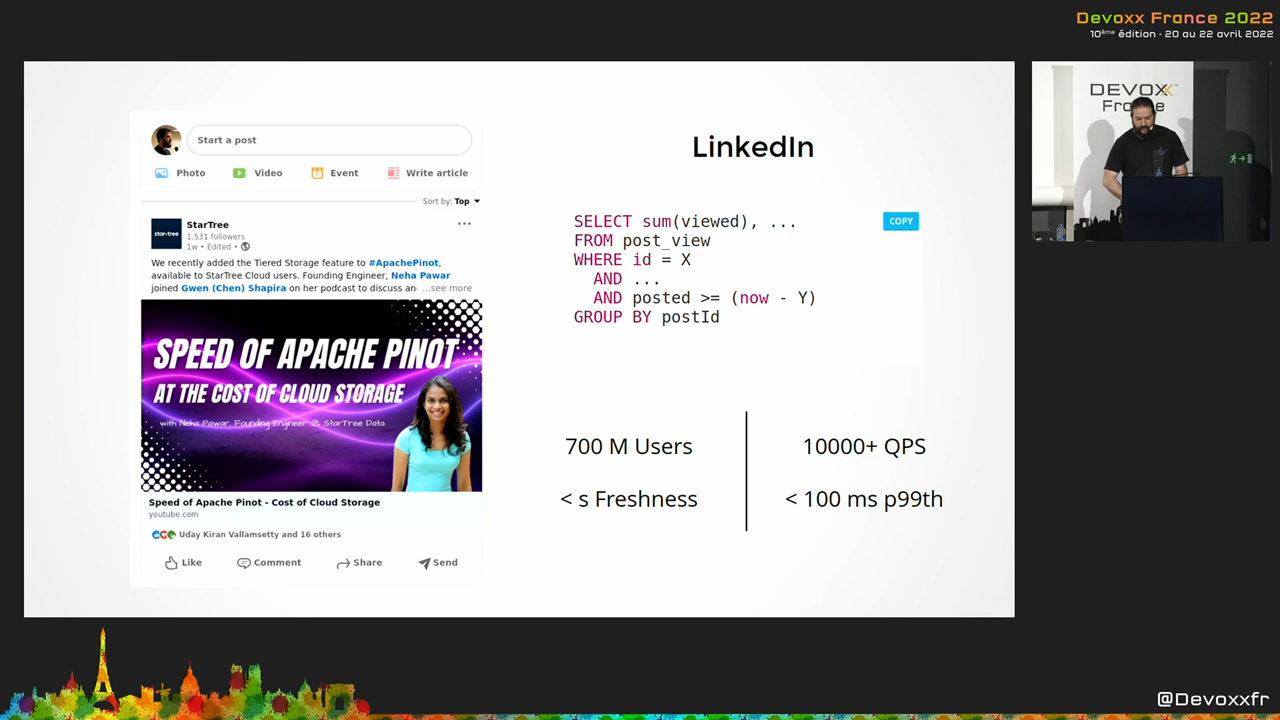 Devoxx France 2022
10ème édition - 20 au 22 avril 2022
DEVOXX™
France
Start a post
Photo
Video
Event
Write article
Sort by: Top
StarTree
1.531 followers
1w • Edited •
star-tree
We recently added the Tiered Storage feature to #ApachePinot,
available to StarTree Cloud users. Founding Engineer, Neha Pawar
joined Gwen (Chen) Shapira on her podcast to discuss an ...see more
SPEED OF APACHE PINOT
AT THE COST OF CLOUD STORAGE
with Neha Pawar, Founding Engineer @ StarTree Data
Speed of Apache Pinot - Cost of Cloud Storage
youtube.com
Uday Kiran Vallamsetty and 16 others
Like
Comment
Share
Send
LinkedIn
COPY
SELECT sum(viewed), ...
FROM post_view
WHERE id = X
AND ...
AND posted >= (now - Y)
GROUP BY postId
700 M Users
10000+ QPS
< s Freshness
< 100 ms p99th
@Devoxxfr